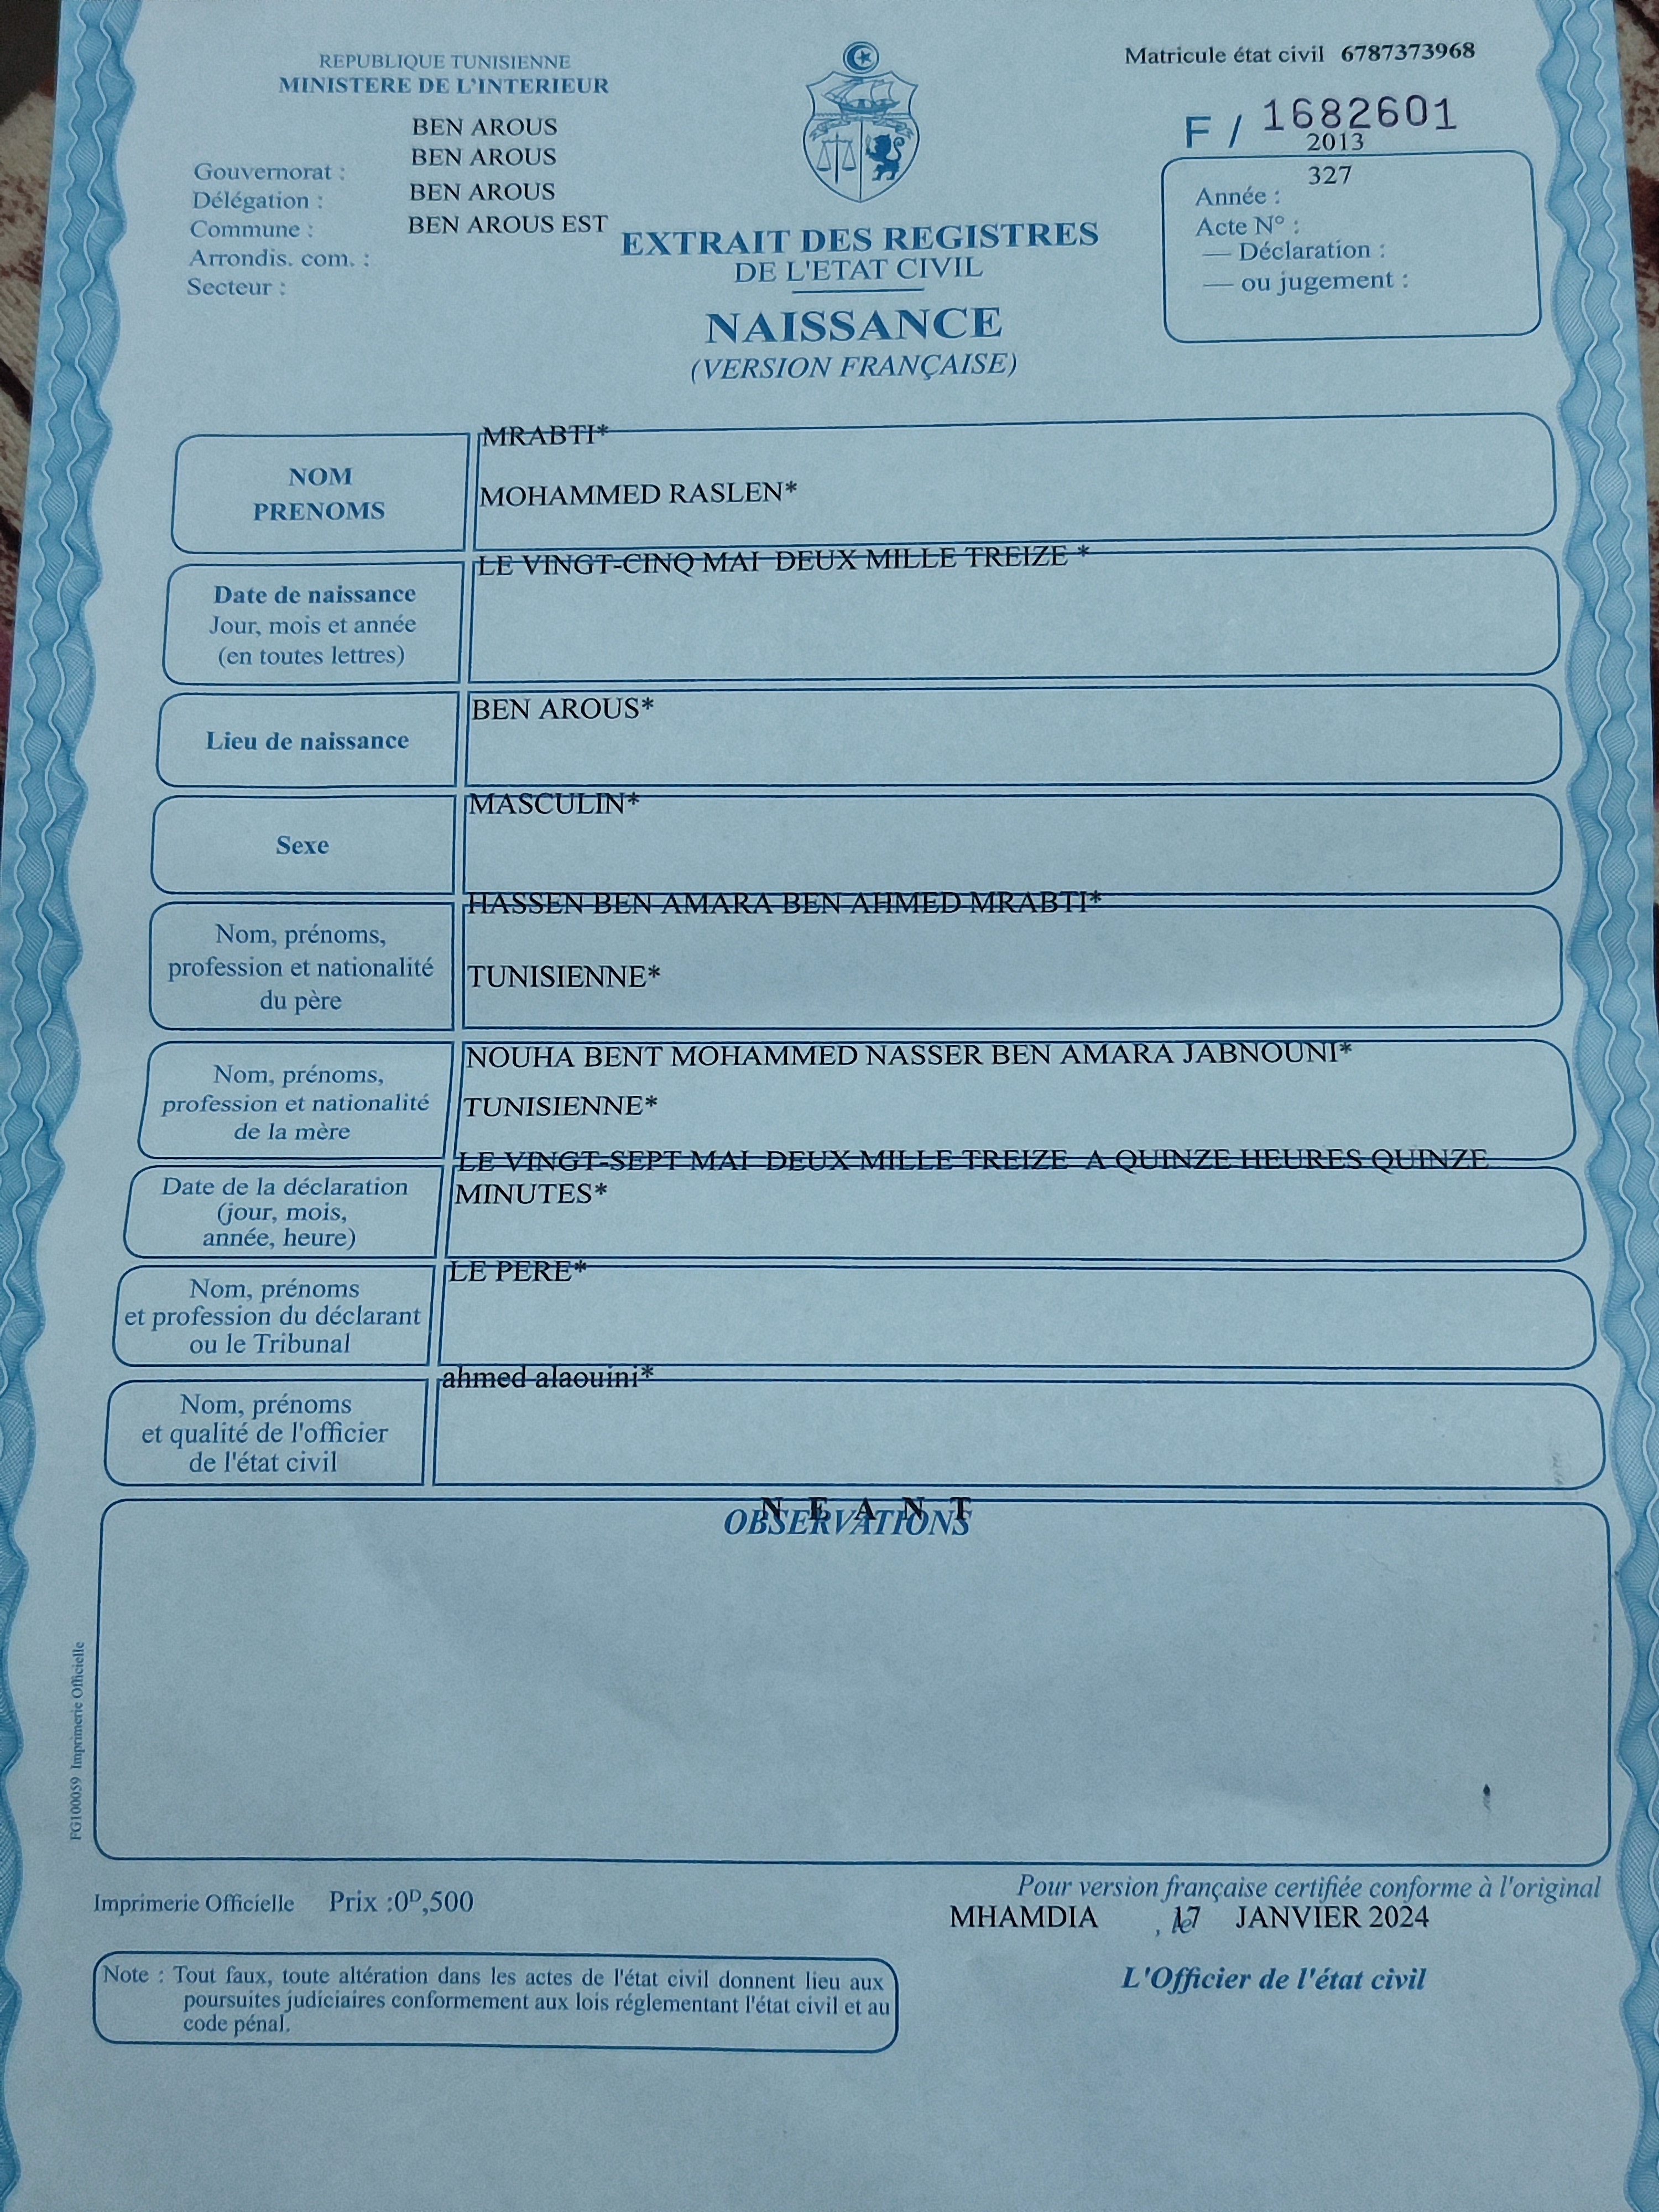 REPUBLIQUE TUNISIENNE
MINISTERE DE L'INTERIEUR
BEN AROUS
BEN AROUS
Gouvernorat :
BEN AROUS
Délégation :
BEN AROUS EST
Commune :
Arrondis. com. :
Secteur :
EXTRAIT DES REGISTRES
DE L'ETAT CIVIL
NAISSANCE
(VERSION FRANÇAISE)
Matricule état civil 6787373968
F / 1682601
2013
327
Année :
Acte N° :
— Déclaration :
— ou jugement :
MRABTI*
NOM
PRENOMS
MOHAMMED RASLEN*
LE VINGT-CINQ MAI DEUX MILLE TREIZE *
Date de naissance
Jour, mois et année
(en toutes lettres)
BEN AROUS*
Lieu de naissance
MASCULIN*
Sexe
HASSEN BEN AMARA BEN AHMED MRABTI*
Nom, prénoms,
profession et nationalité
du père
TUNISIENNE*
NOUHA BENT MOHAMMED NASSER BEN AMARA JABNOUNI*
Nom, prénoms,
profession et nationalité
de la mère
TUNISIENNE*
LE VINGT-SEPT MAI DEUX MILLE TREIZE A QUINZE HEURES QUINZE
MINUTES*
Date de la déclaration
(jour, mois,
année, heure)
LE PERE*
Nom, prénoms
et profession du déclarant
ou le Tribunal
ahmed alaouini*
Nom, prénoms
et qualité de l'officier
de l'état civil
N E A N T
OBSERVATIONS
FG100059 Imprimerie Officielle
Imprimerie Officielle Prix :0D,500
Pour version française certifiée conforme à l'original
MHAMDIA , le 17 JANVIER 2024
L'Officier de l'état civil
Note : Tout faux, toute altération dans les actes de l'état civil donnent lieu aux
poursuites judiciaires conformement aux lois réglementant l'état civil et au
code pénal.